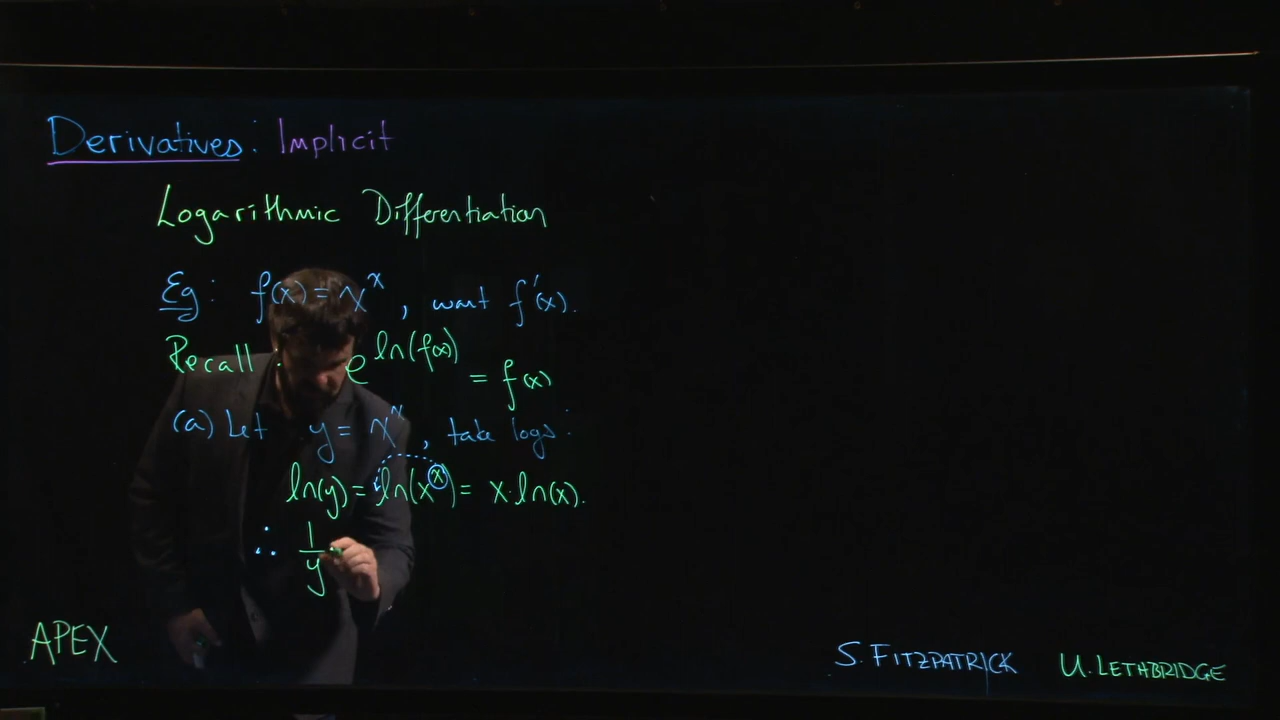 Derivatives: Implicit
Logarithmic Differentiation
Eg: f(x) = x^x, want f'(x).
Recall: e^ln(f(x)) = f(x)
(a) Let y = x^x, take logs:
ln(y) = ln(x^x) = x·ln(x).
∴ 1/y
APEX
S. FITZPATRICK U. LETHBRIDGE